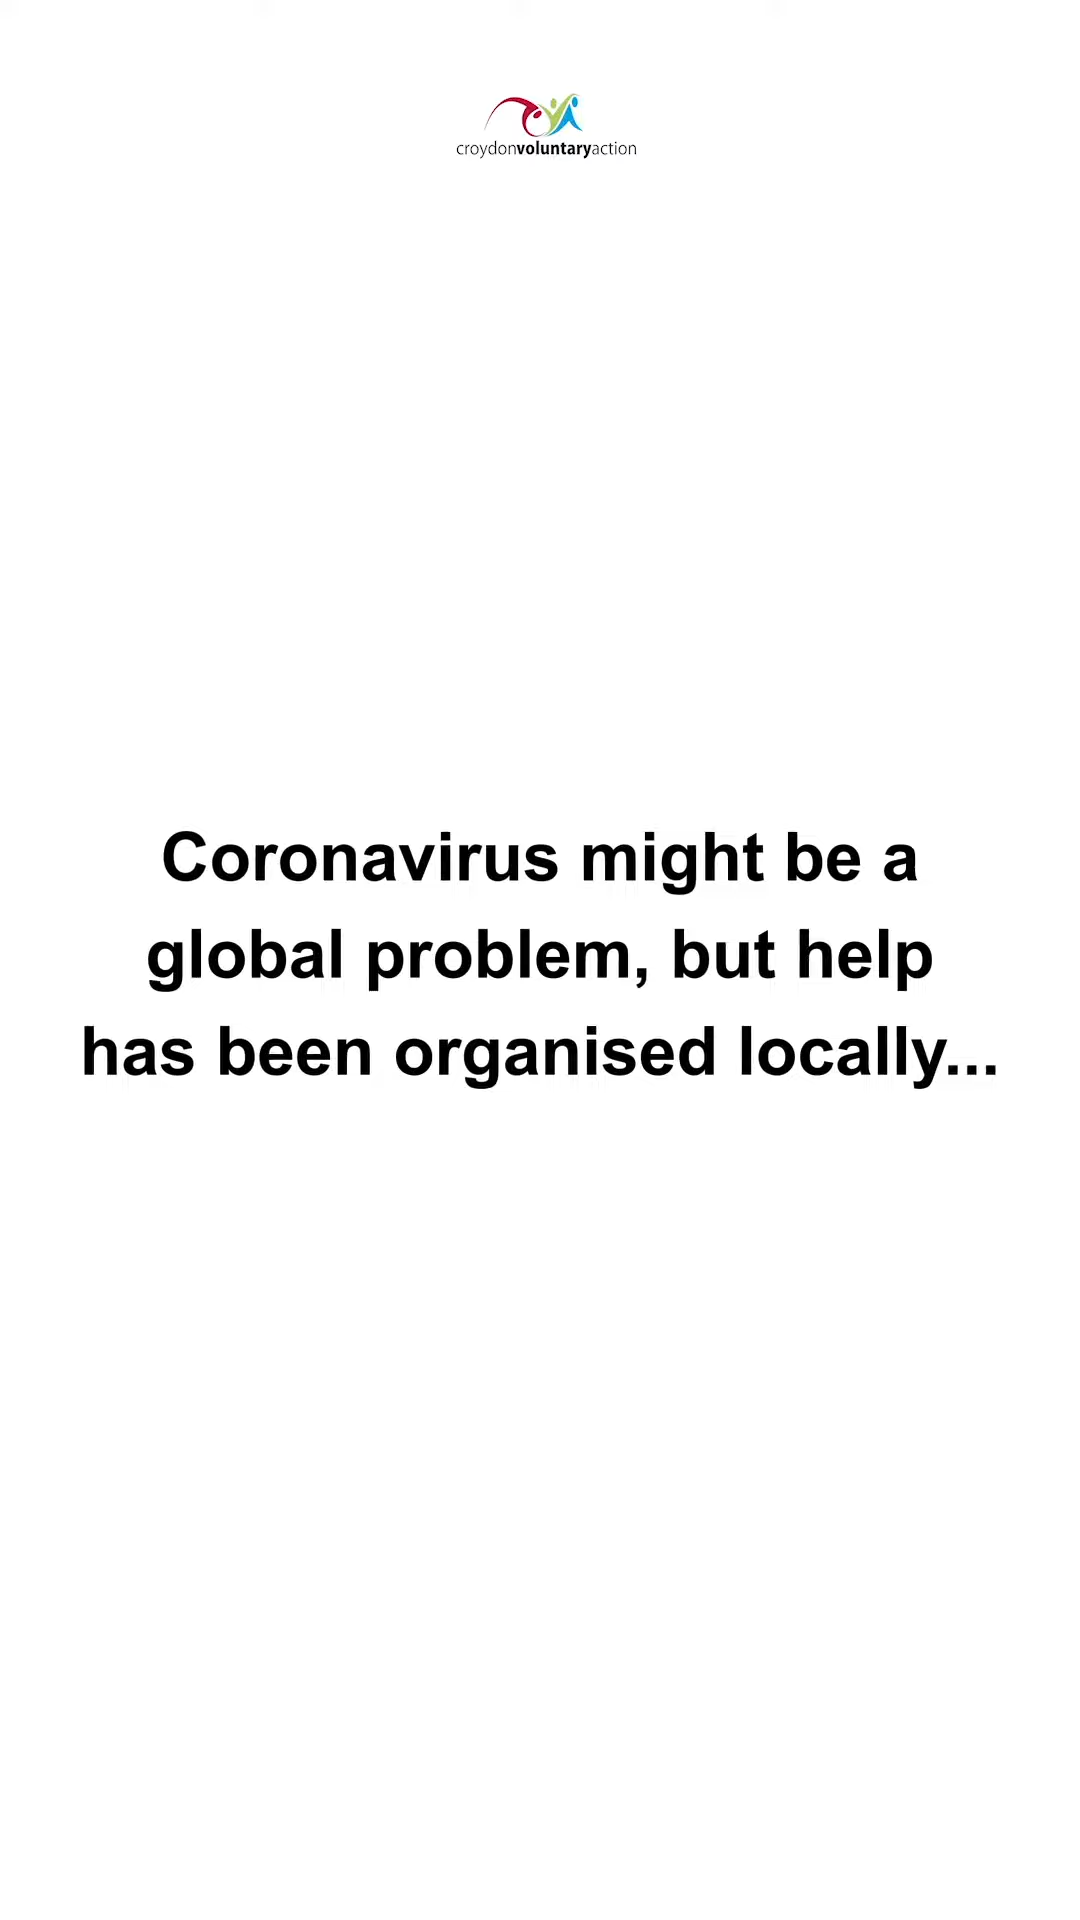 croydonvoluntaryaction
Coronavirus might be a
global problem, but help
has been organised locally...